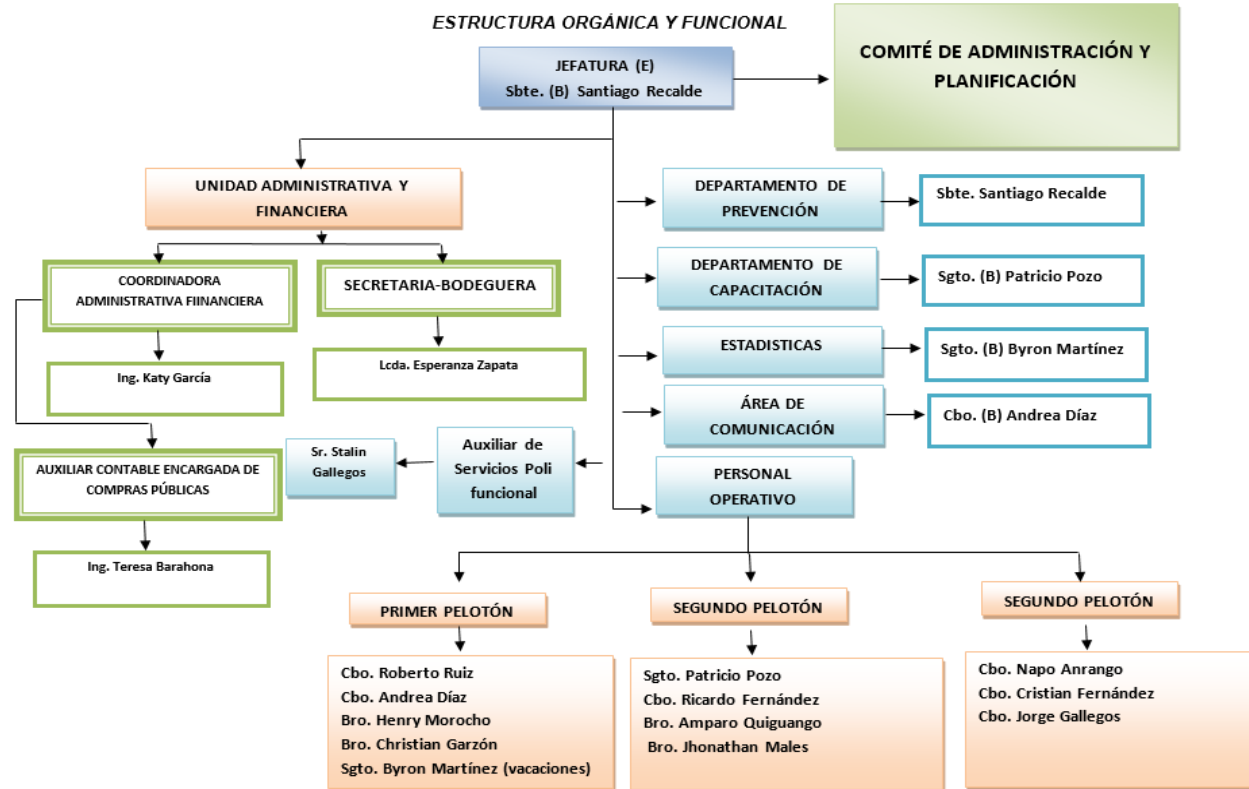 ESTRUCTURA ORGÁNICA Y FUNCIONAL
JEFATURA (E)
Sbte. (B) Santiago Recalde
COMITÉ DE ADMINISTRACIÓN Y
PLANIFICACIÓN
UNIDAD ADMINISTRATIVA Y
FINANCIERA
COORDINADORA
ADMINISTRATIVA FIINANCIERA
SECRETARIA-BODEGUERA
Ing. Katy García
Lcda. Esperanza Zapata
AUXILIAR CONTABLE ENCARGADA DE
COMPRAS PÚBLICAS
Ing. Teresa Barahona
DEPARTAMENTO DE
PREVENCIÓN
Sbte. Santiago Recalde
DEPARTAMENTO DE
CAPACITACIÓN
Sgto. (B) Patricio Pozo
ESTADISTICAS
Sgto. (B) Byron Martínez
ÁREA DE
COMUNICACIÓN
Cbo. (B) Andrea Díaz
Sr. Stalin
Gallegos
Auxiliar de
Servicios Poli
funcional
PERSONAL
OPERATIVO
PRIMER PELOTÓN
Cbo. Roberto Ruiz
Cbo. Andrea Díaz
Bro. Henry Morocho
Bro. Christian Garzón
Sgto. Byron Martínez (vacaciones)
SEGUNDO PELOTÓN
Sgto. Patricio Pozo
Cbo. Ricardo Fernández
Bro. Amparo Quiguango
Bro. Jhonathan Males
SEGUNDO PELOTÓN
Cbo. Napo Anrango
Cbo. Cristian Fernández
Cbo. Jorge Gallegos